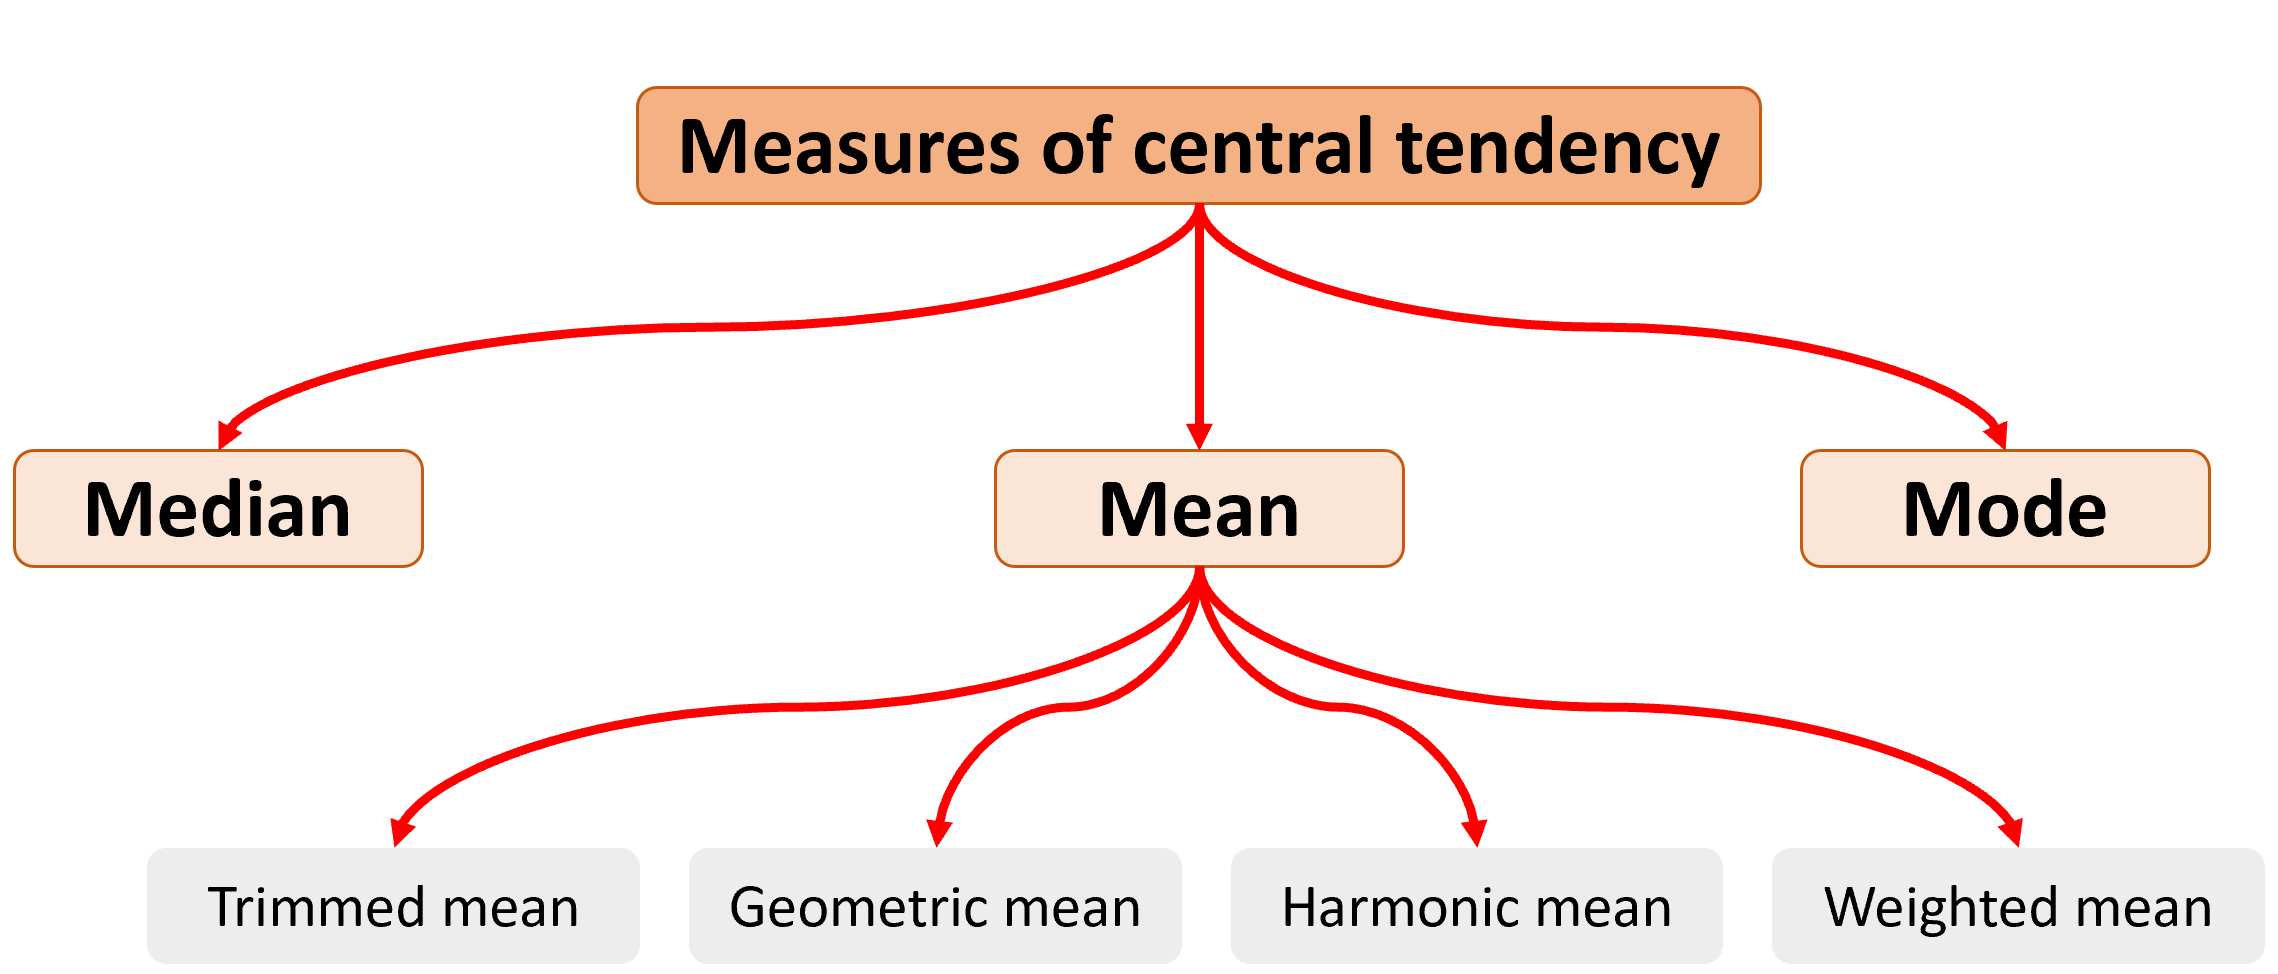 Measures of central tendency
Median
Mean
Mode
Trimmed mean
Geometric mean
Harmonic mean
Weighted mean